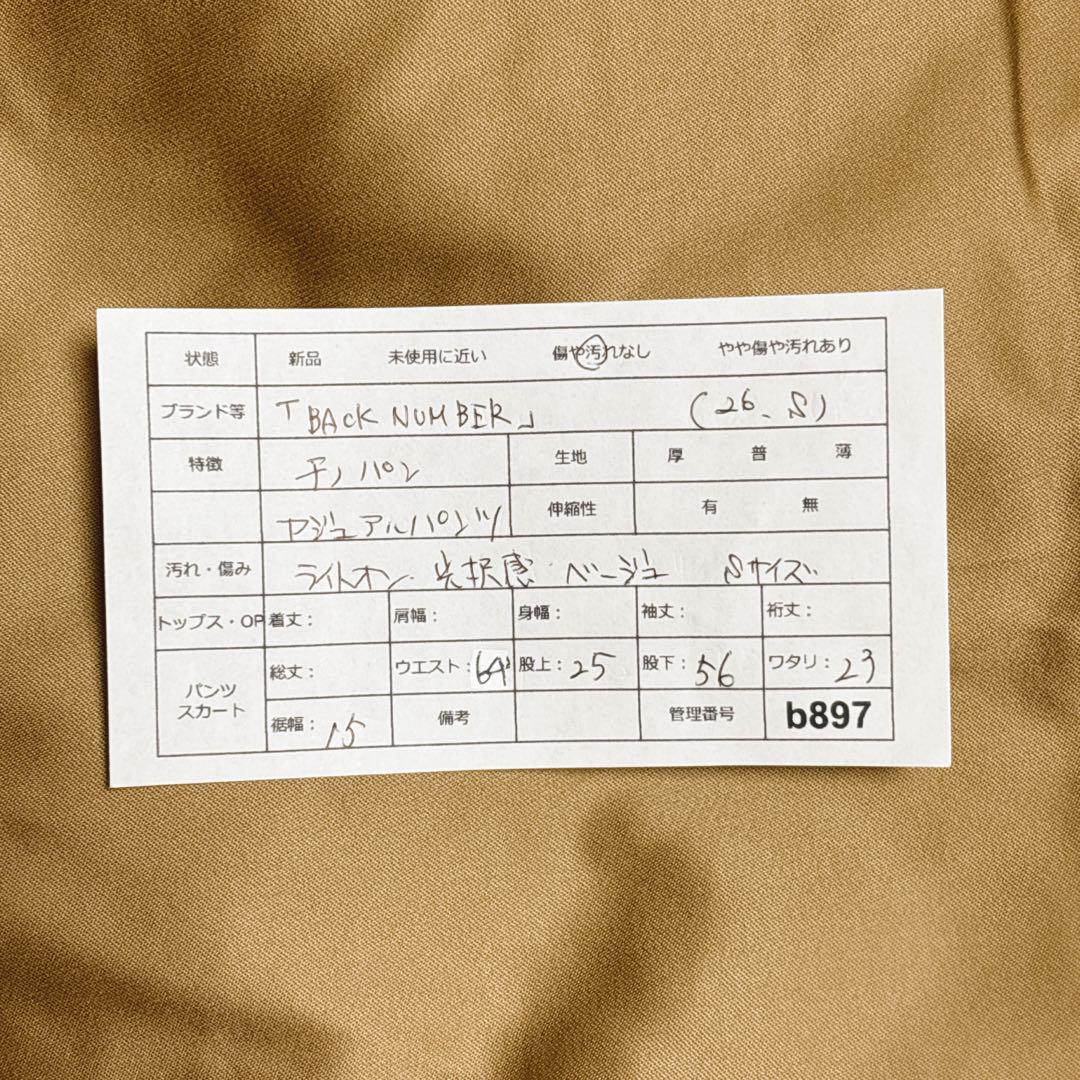 状態 新品 未使用に近い 傷や汚れなし やや傷や汚れあり
ブランド等 「BACK NUMBER」 (26、S)
特徴 チノパン 生地 厚 普 薄
カジュアルパンツ 伸縮性 有 無
汚れ・傷み ライトオン・光択感・ベージュ Sサイズ
トップス・OP 着丈： 肩幅： 身幅： 袖丈： 裄丈：
パンツ スカート 総丈： ウエスト： 股上：25 股下：56 ワタリ：23
裾幅：15 備考 管理番号 b897